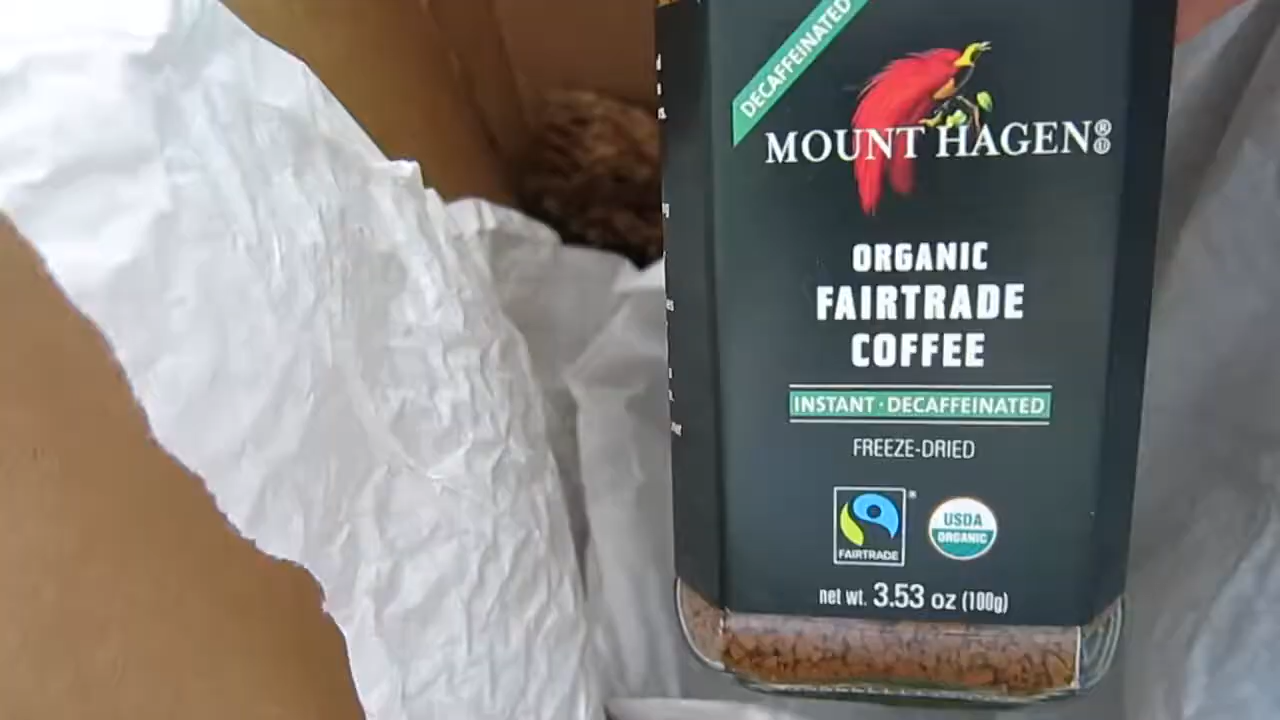 DECAFFEINATED
MOUNT HAGEN®
ORGANIC
FAIRTRADE
COFFEE
INSTANT · DECAFFEINATED
FREEZE-DRIED
FAIRTRADE
USDA
ORGANIC
net wt. 3.53 oz (100g)